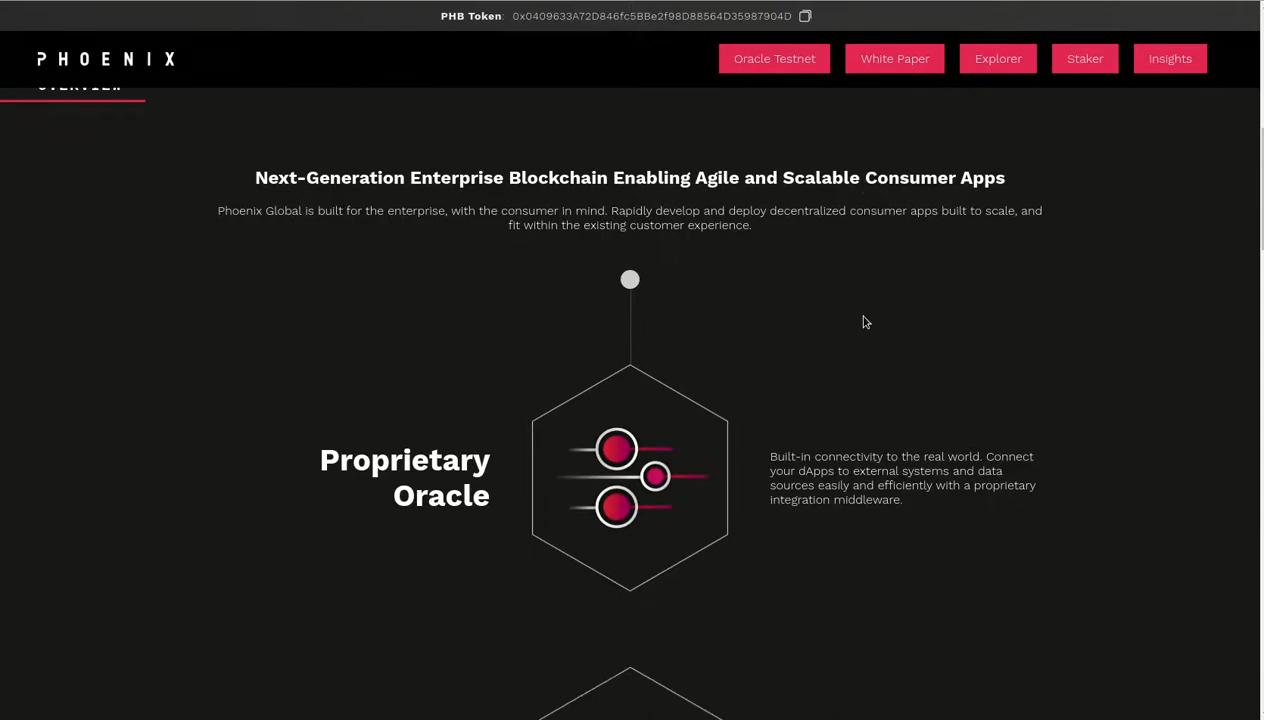 PHB Token: 0x0409633A72D846fc5BBe2f98D88564D35987904D
PHOENIX
Oracle Testnet
White Paper
Explorer
Staker
Insights
OVERVIEW
Next-Generation Enterprise Blockchain Enabling Agile and Scalable Consumer Apps
Phoenix Global is built for the enterprise, with the consumer in mind. Rapidly develop and deploy decentralized consumer apps built to scale, and
fit within the existing customer experience.
Proprietary
Oracle
Built-in connectivity to the real world. Connect
your dApps to external systems and data
sources easily and efficiently with a proprietary
integration middleware.